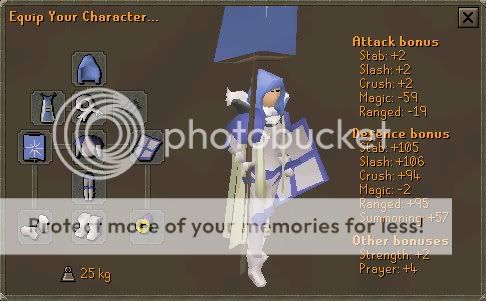 Equip Your Character...
Attack bonus
Stab: +2
Slash: +2
Crush: +2
Magic: -59
Ranged: -19
Defence bonus
Stab: +105
Slash: +106
Crush: +94
Magic: -2
Ranged: +95
Summoning: +57
Other bonuses
Strength: +2
Prayer: +4
25 kg
photobucket
Protect more of your memories for less!